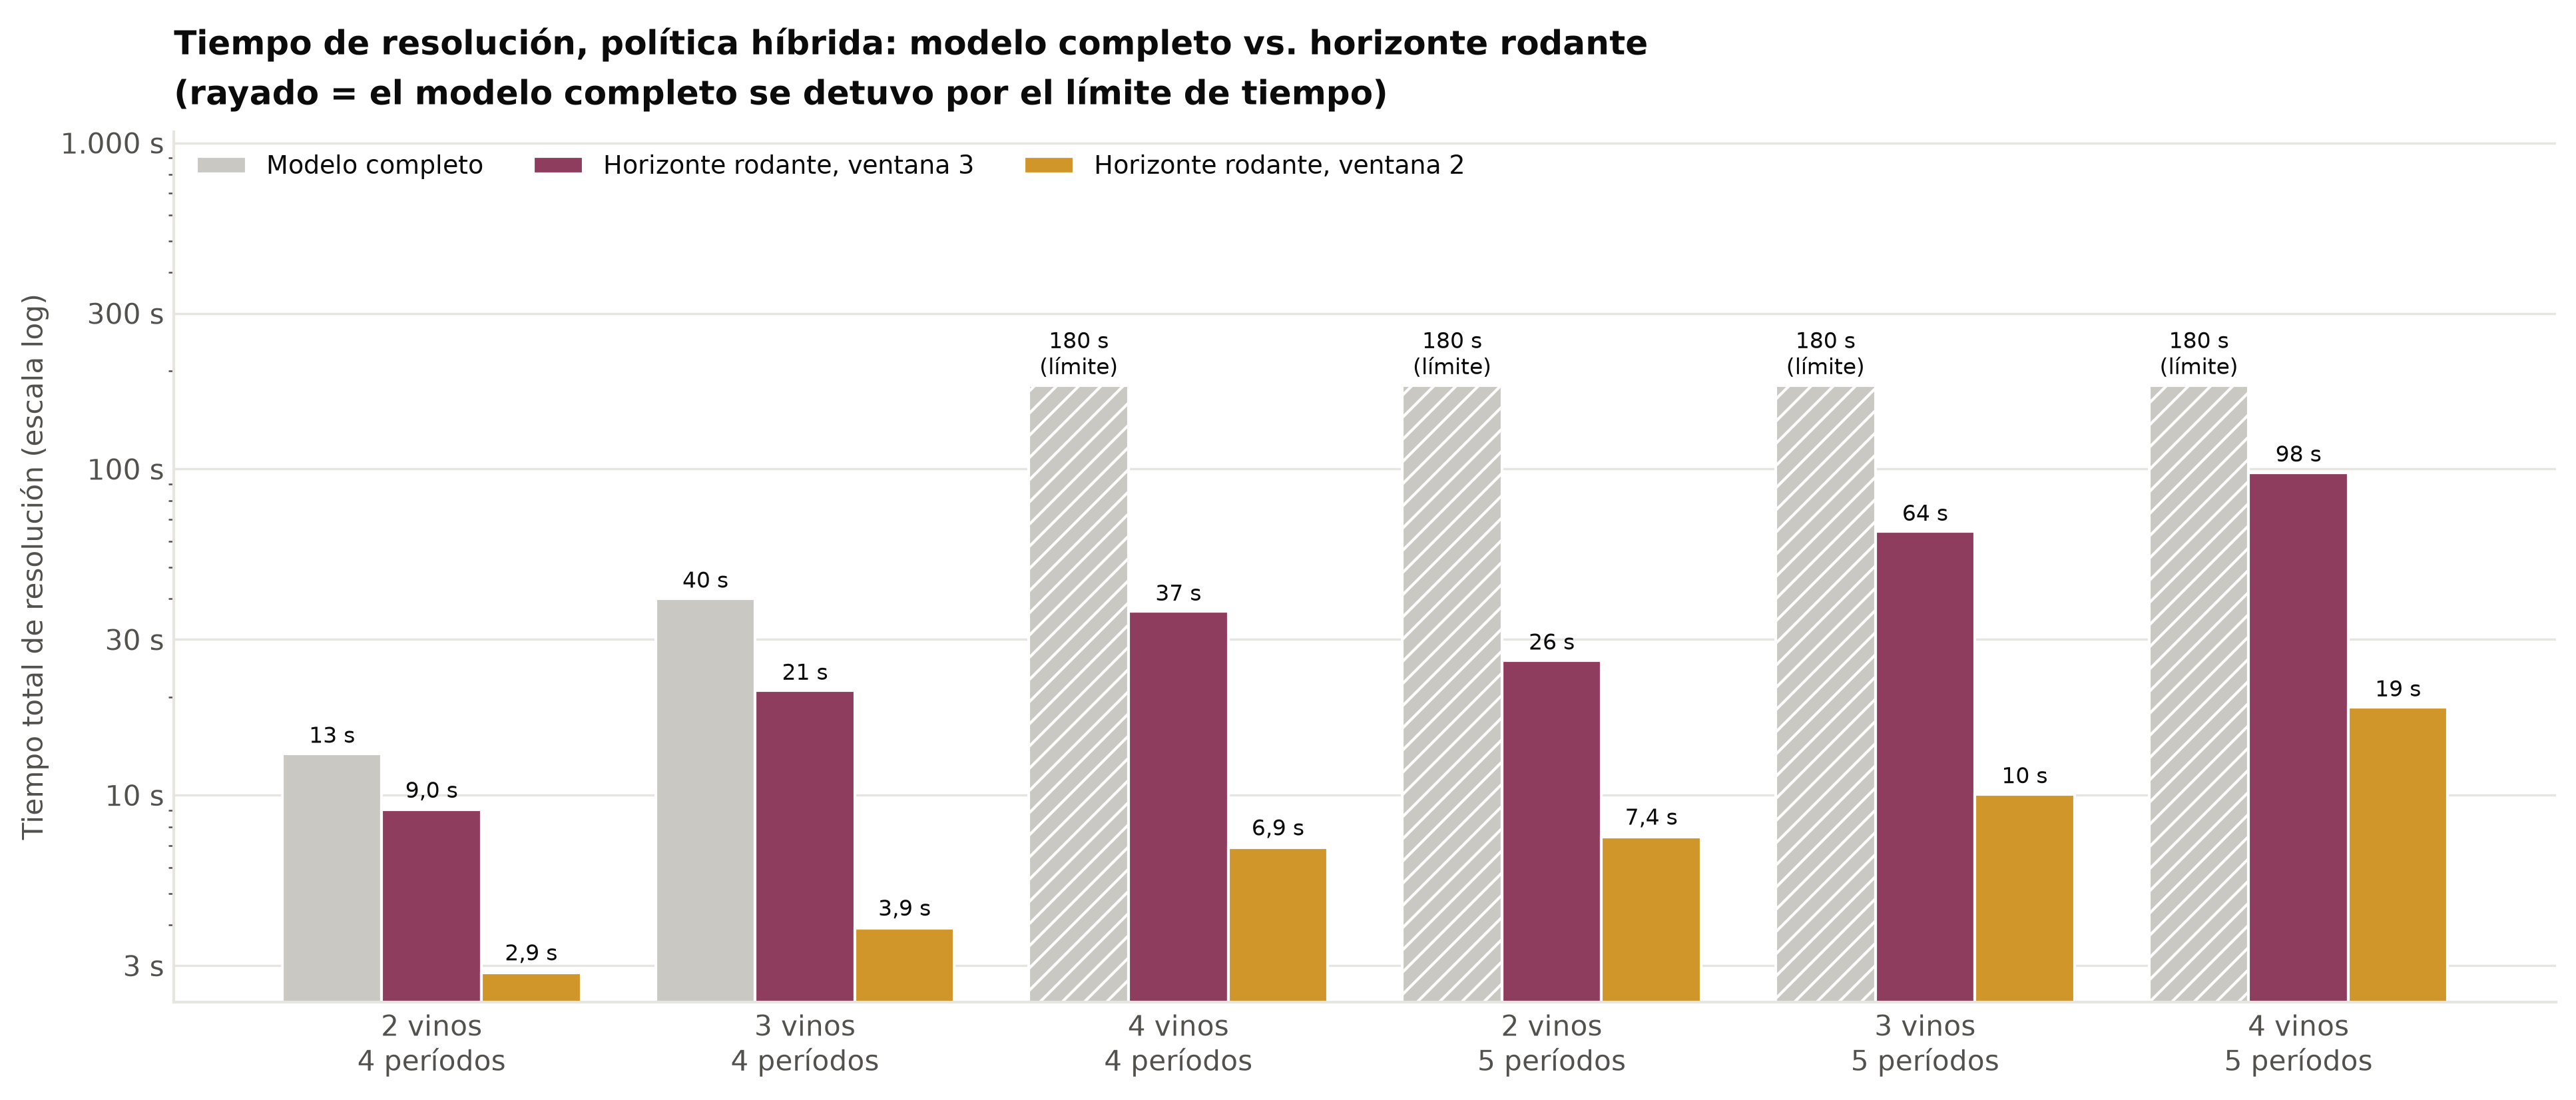 Tiempo de resolución, política híbrida: modelo completo vs. horizonte rodante
(rayado = el modelo completo se detuvo por el límite de tiempo)
Tiempo total de resolución (escala log)
1.000 s
300 s
100 s
30 s
10 s
3 s
Modelo completo
Horizonte rodante, ventana 3
Horizonte rodante, ventana 2
13 s
9,0 s
2,9 s
40 s
21 s
3,9 s
180 s
(límite)
37 s
6,9 s
180 s
(límite)
26 s
7,4 s
180 s
(límite)
64 s
10 s
180 s
(límite)
98 s
19 s
2 vinos
4 períodos
3 vinos
4 períodos
4 vinos
4 períodos
2 vinos
5 períodos
3 vinos
5 períodos
4 vinos
5 períodos